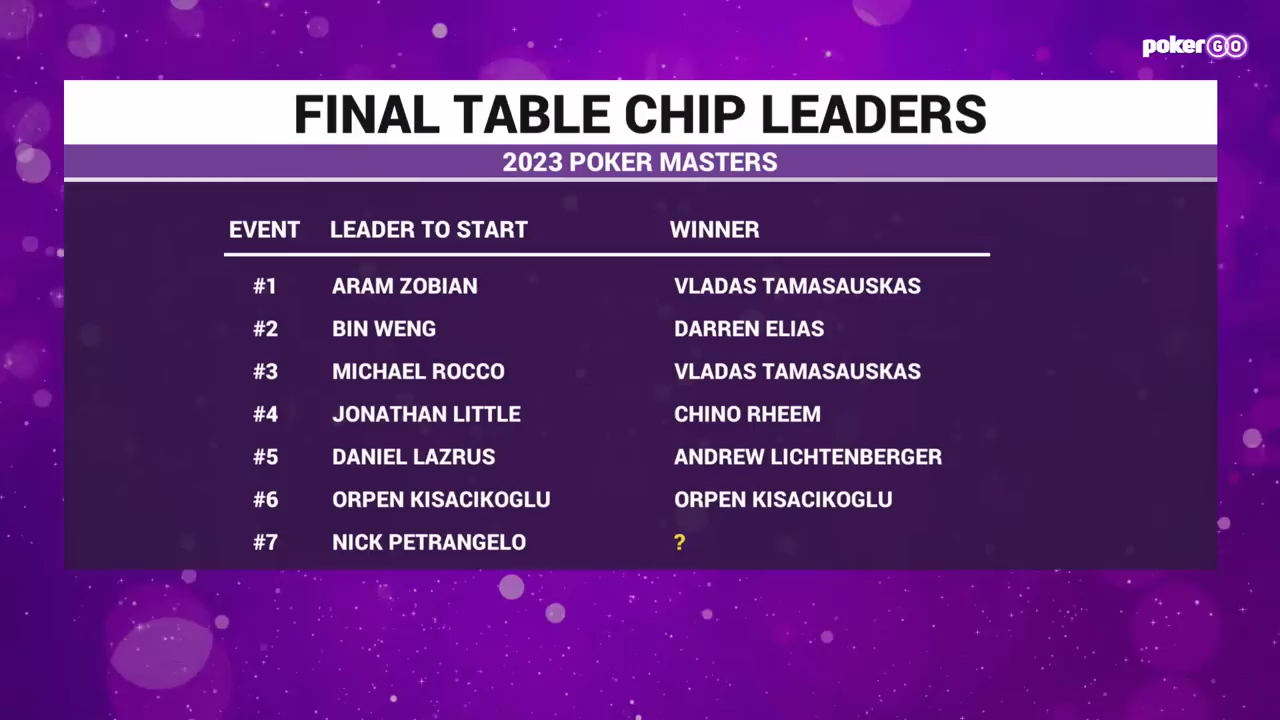 pokerGO
FINAL TABLE CHIP LEADERS
2023 POKER MASTERS
EVENT LEADER TO START WINNER
#1 ARAM ZOBIAN VLADAS TAMASAUSKAS
#2 BIN WENG DARREN ELIAS
#3 MICHAEL ROCCO VLADAS TAMASAUSKAS
#4 JONATHAN LITTLE CHINO RHEEM
#5 DANIEL LAZRUS ANDREW LICHTENBERGER
#6 ORPEN KISACIKOGLU ORPEN KISACIKOGLU
#7 NICK PETRANGELO ?